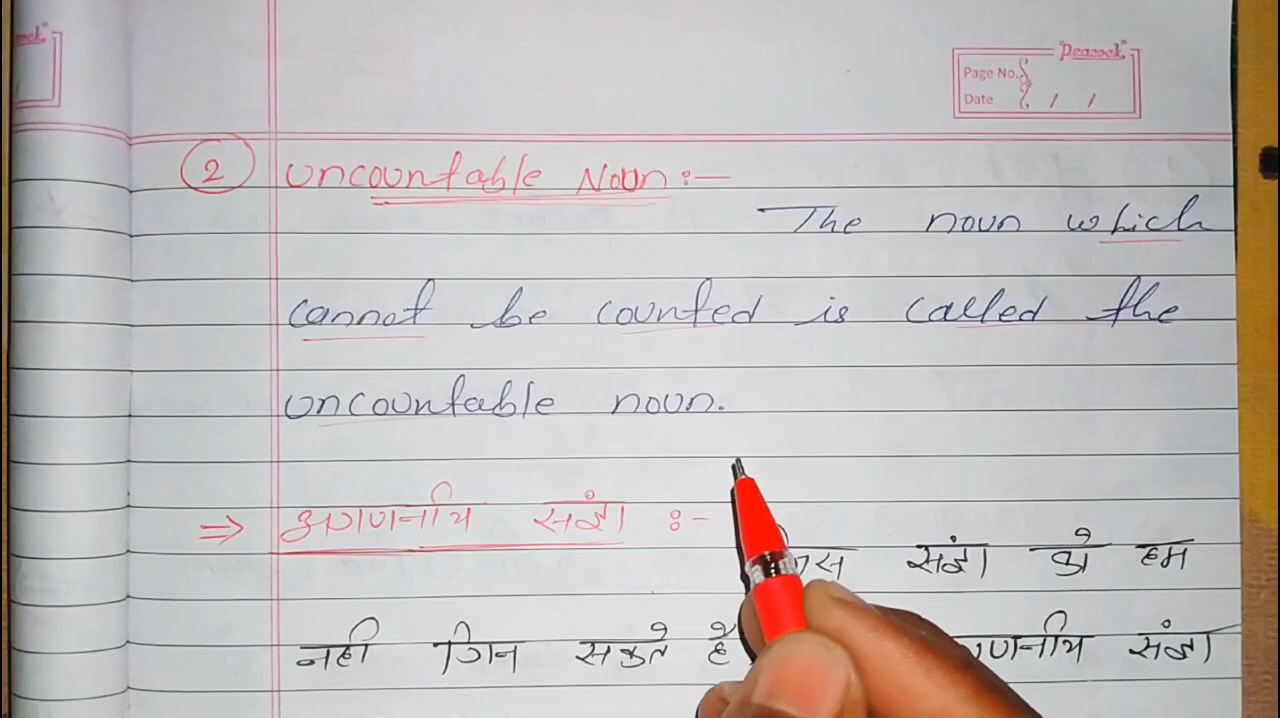 Peacock
Page No.
Date / /
② Uncountable Noun :-
The noun which
cannot be counted is called the
uncountable noun.
⇒ अगणनीय संज्ञा :-
संज्ञा को हम
नही गिन सकते है
संज्ञा